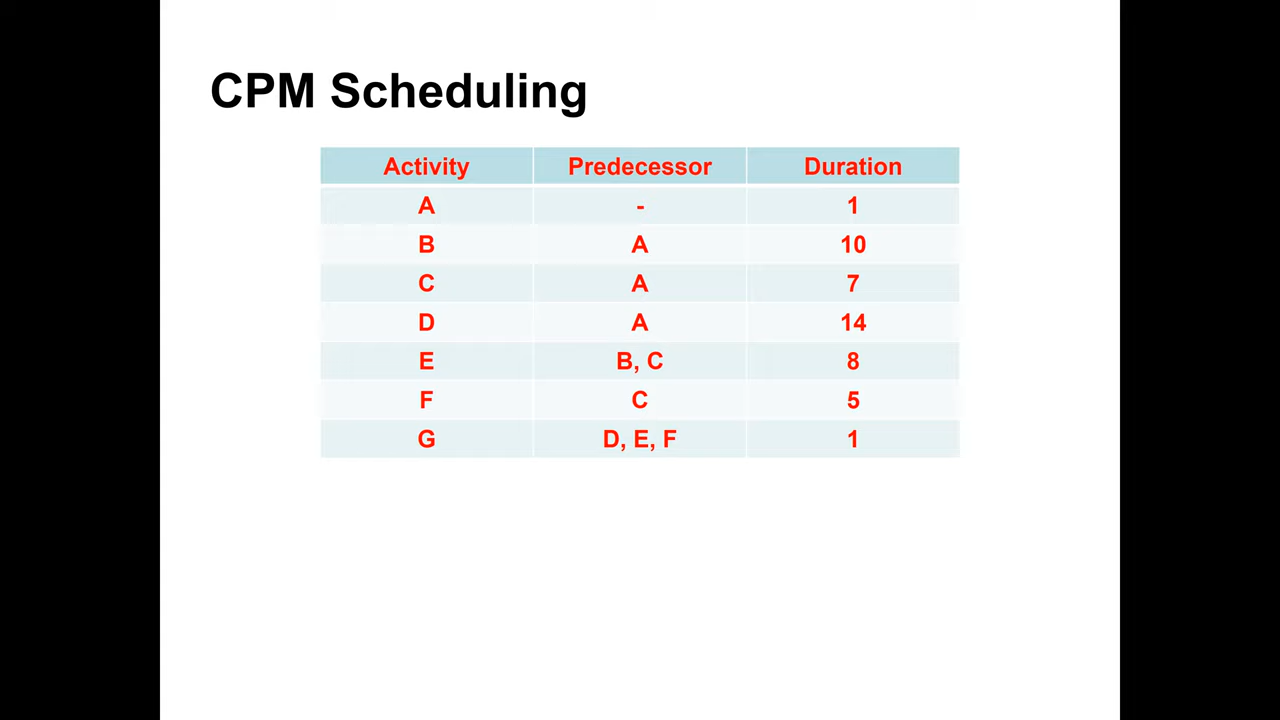 CPM Scheduling
Activity Predecessor Duration
A - 1
B A 10
C A 7
D A 14
E B, C 8
F C 5
G D, E, F 1